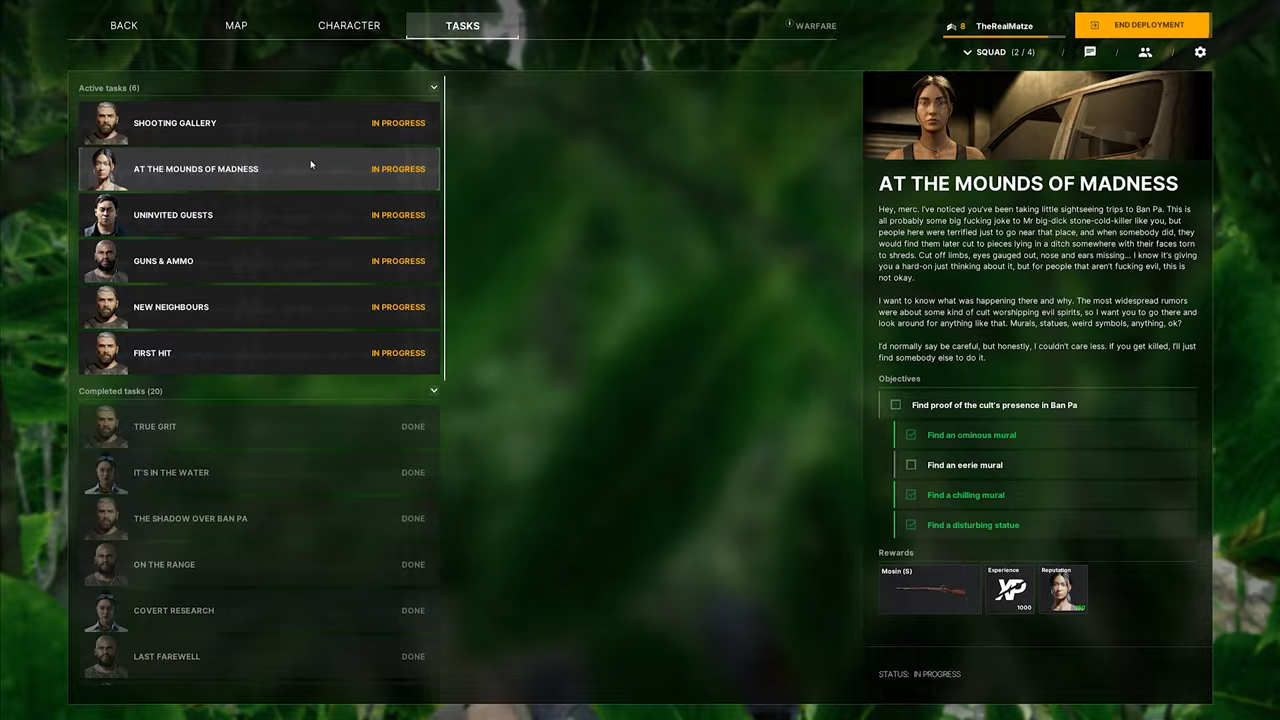 BACK
MAP
CHARACTER
TASKS
WARFARE
8 TheRealMatze
END DEPLOYMENT
SQUAD (2 / 4)
Active tasks (6)
SHOOTING GALLERY IN PROGRESS
AT THE MOUNDS OF MADNESS IN PROGRESS
UNINVITED GUESTS IN PROGRESS
GUNS & AMMO IN PROGRESS
NEW NEIGHBOURS IN PROGRESS
FIRST HIT IN PROGRESS
Completed tasks (20)
TRUE GRIT DONE
IT'S IN THE WATER DONE
THE SHADOW OVER BAN PA DONE
ON THE RANGE DONE
COVERT RESEARCH DONE
LAST FAREWELL DONE
AT THE MOUNDS OF MADNESS
Hey, merc. I've noticed you've been taking little sightseeing trips to Ban Pa. This is
all probably some big fucking joke to Mr big-dick stone-cold-killer like you, but
people here were terrified just to go near that place, and when somebody did, they
would find them later cut to pieces lying in a ditch somewhere with their faces torn
to shreds. Cut off limbs, eyes gouged out, nose and ears missing... I know it's giving
you a hard-on just thinking about it, but for people that aren't fucking evil, this is
not okay.
I want to know what was happening there and why. The most widespread rumors
were about some kind of cult worshipping evil spirits, so I want you to go there and
look around for anything like that. Murals, statues, weird symbols, anything, ok?
I'd normally say be careful, but honestly, I couldn't care less. If you get killed, I'll just
find somebody else to do it.
Objectives
Find proof of the cult's presence in Ban Pa
Find an ominous mural
Find an eerie mural
Find a chilling mural
Find a disturbing statue
Rewards
Mosin (S)
Experience
XP
1000
Reputation
STATUS: IN PROGRESS